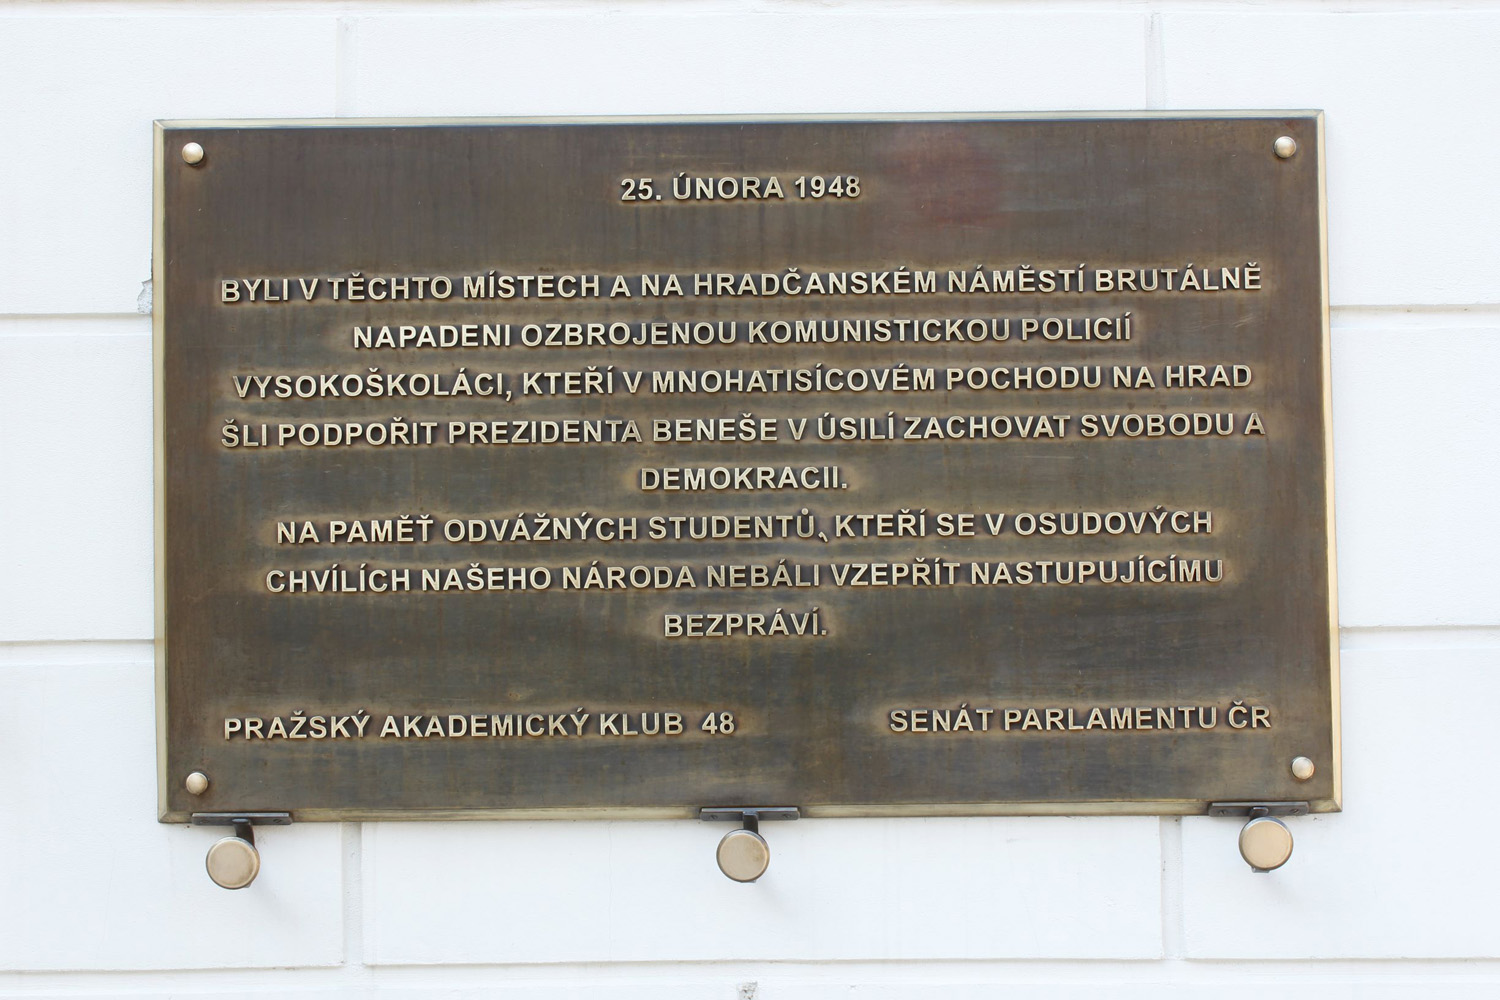 25. ÚNORA 1948
BYLI V TĚCHTO MÍSTECH A NA HRADČANSKÉM NÁMĚSTÍ BRUTÁLNĚ
NAPADENI OZBROJENOU KOMUNISTICKOU POLICIÍ
VYSOKOŠKOLÁCI, KTEŘÍ V MNOHATISÍCOVÉM POCHODU NA HRAD
ŠLI PODPOŘIT PREZIDENTA BENEŠE V ÚSILÍ ZACHOVAT SVOBODU A
DEMOKRACII.
NA PAMĚŤ ODVÁŽNÝCH STUDENTŮ, KTEŘÍ SE V OSUDOVÝCH
CHVÍLÍCH NAŠEHO NÁRODA NEBÁLI VZEPŘÍT NASTUPUJÍCÍMU
BEZPRÁVÍ.
PRAŽSKÝ AKADEMICKÝ KLUB 48 SENÁT PARLAMENTU ČR